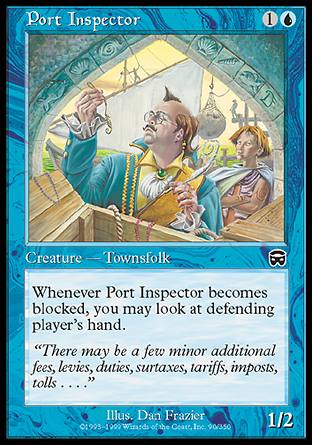 Port Inspector 1
Creature — Townsfolk
Whenever Port Inspector becomes
blocked, you may look at defending
player's hand.
“There may be a few minor additional
fees, levies, duties, surtaxes, tariffs, imposts,
tolls . . . .”
Illus. Dan Frazier
©1993–1999 Wizards of the Coast, Inc. 90/350
1/2